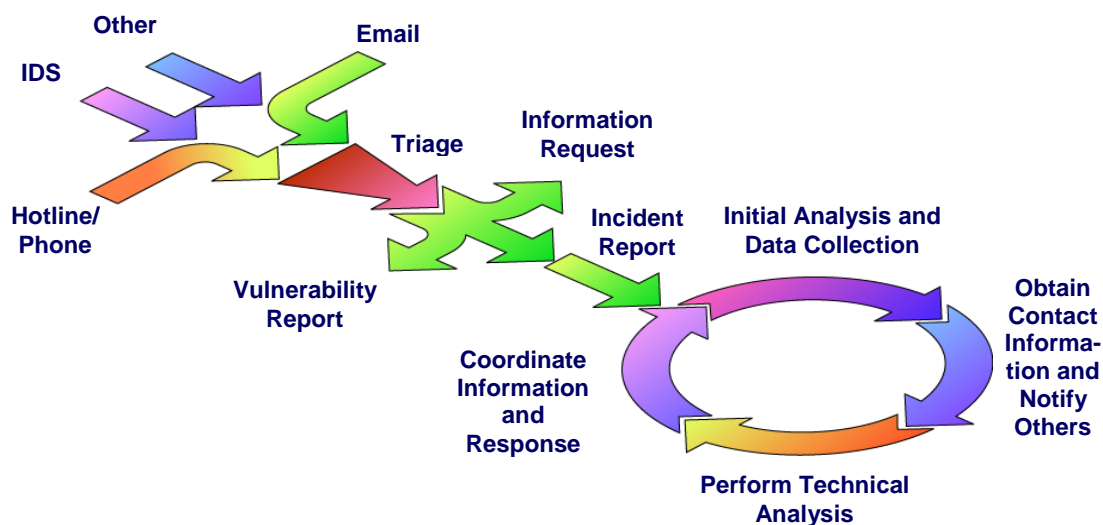 Other
Email
IDS
Triage
Information
Request
Hotline/
Phone
Incident
Report
Vulnerability
Report
Initial Analysis and
Data Collection
Obtain
Contact
Informa-
tion and
Notify
Others
Coordinate
Information
and
Response
Perform Technical
Analysis